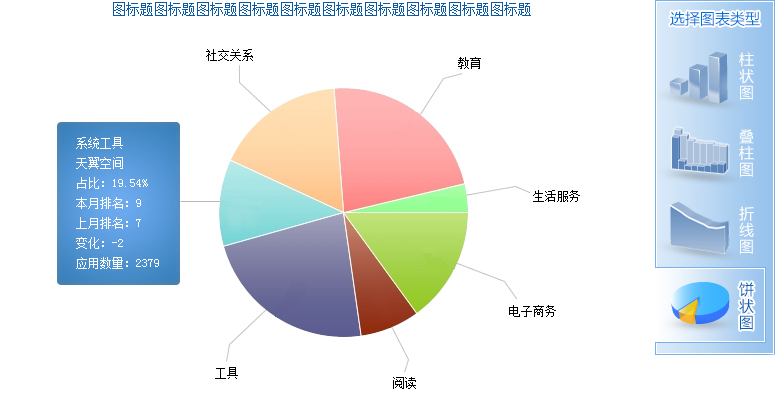 图标题图标题图标题图标题图标题图标题图标题图标题图标题图标题
社交关系
教育
系统工具
天翼空间
占比：19.54%
本月排名：9
上月排名：7
变化：-2
应用数量：2379
生活服务
电子商务
工具
阅读
选择图表类型
柱状图
叠柱图
折线图
饼状图